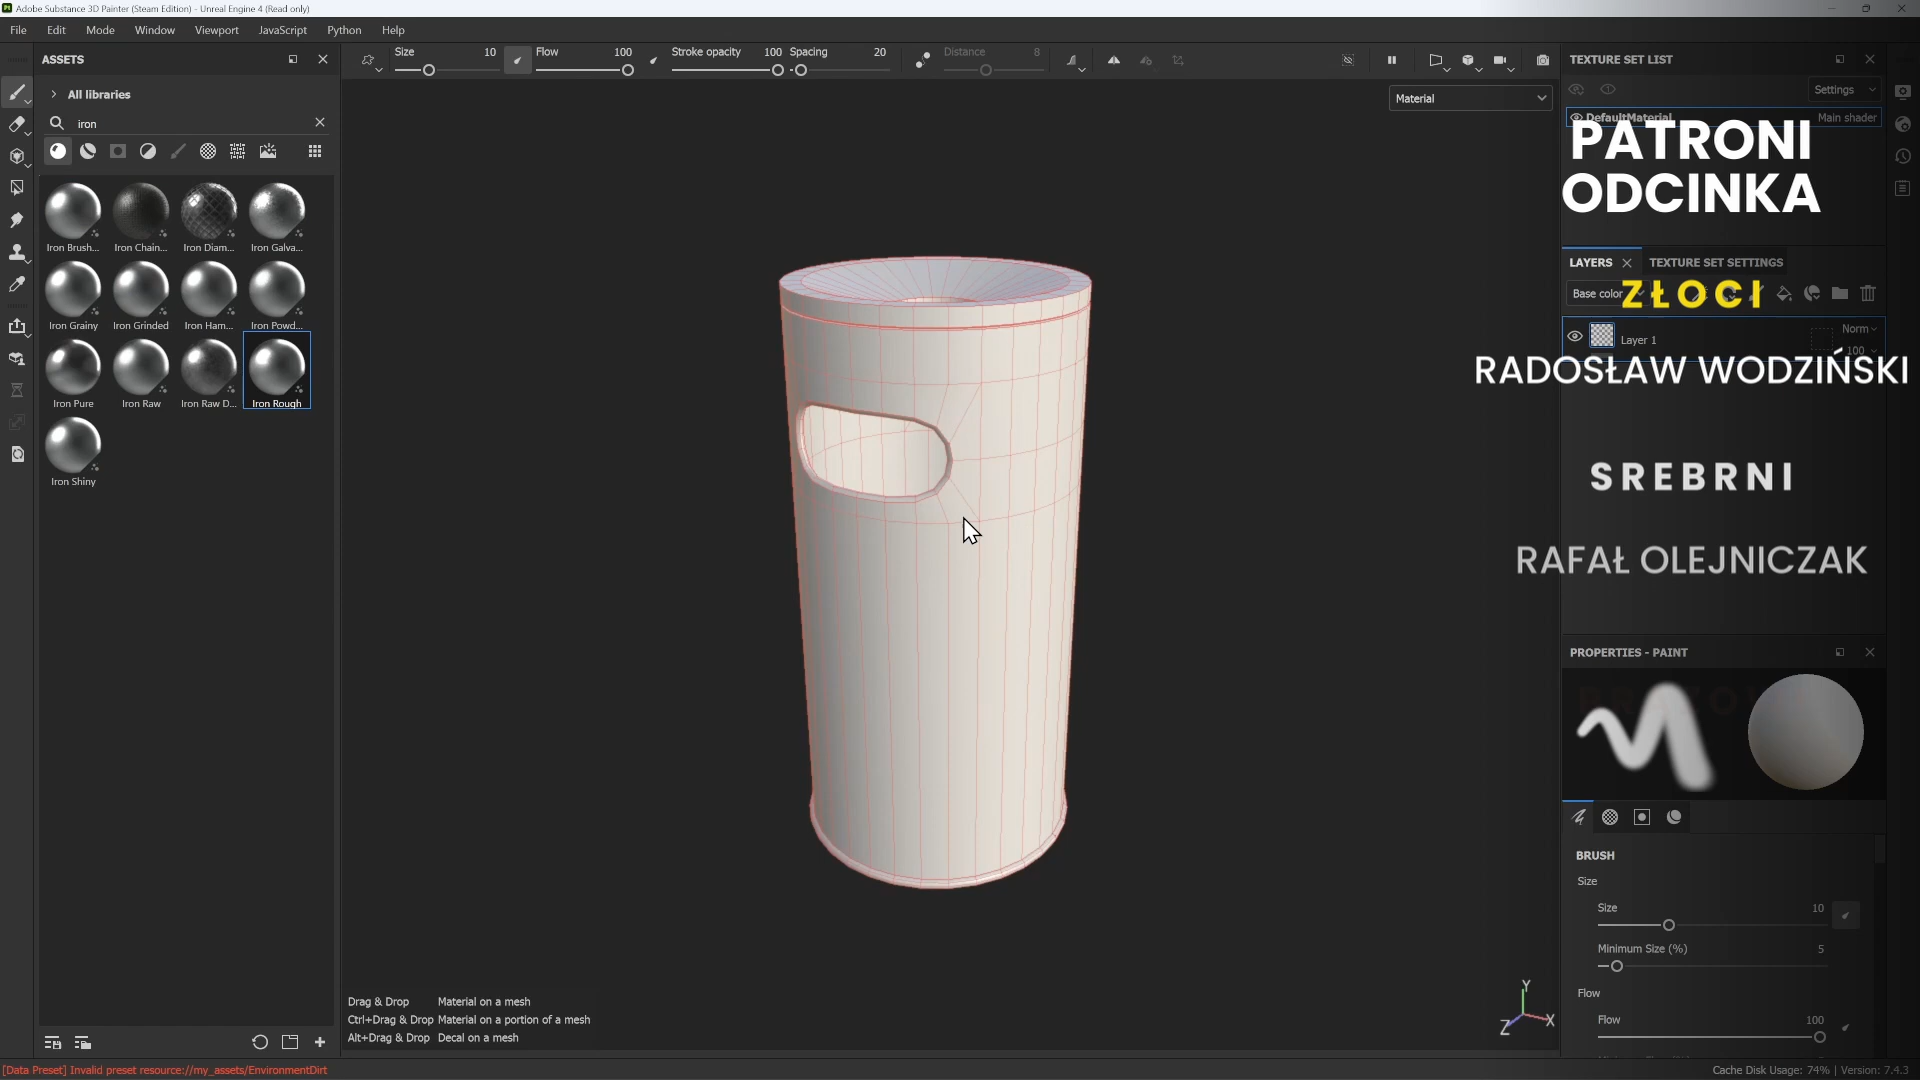 Adobe Substance 3D Painter (Steam Edition) - Unreal Engine 4 (Read only)
File Edit Mode Window Viewport JavaScript Python Help
ASSETS
All libraries
iron
Iron Brush... Iron Chain... Iron Diam... Iron Galva...
Iron Grainy Iron Grinded Iron Ham... Iron Powd...
Iron Pure Iron Raw Iron Raw D... Iron Rough
Iron Shiny
Size 10 Flow 100 Stroke opacity 100 Spacing 20 Distance 8
Material
TEXTURE SET LIST
Settings
DefaultMaterial Main shader
PATRONI
ODCINKA
LAYERS TEXTURE SET SETTINGS
Base color
ZŁOCI
Layer 1 Norm
100
RADOSŁAW WODZIŃSKI
SREBRNI
RAFAŁ OLEJNICZAK
PROPERTIES - PAINT
BRUSH
Size
Size 10
Minimum Size (%) 5
Flow
Flow 100
Drag & Drop Material on a mesh
Ctrl+Drag & Drop Material on a portion of a mesh
Alt+Drag & Drop Decal on a mesh
Y
X
Z
[Data Preset] Invalid preset resource://my_assets/EnvironmentDirt
Cache Disk Usage: 74% | Version: 7.4.3